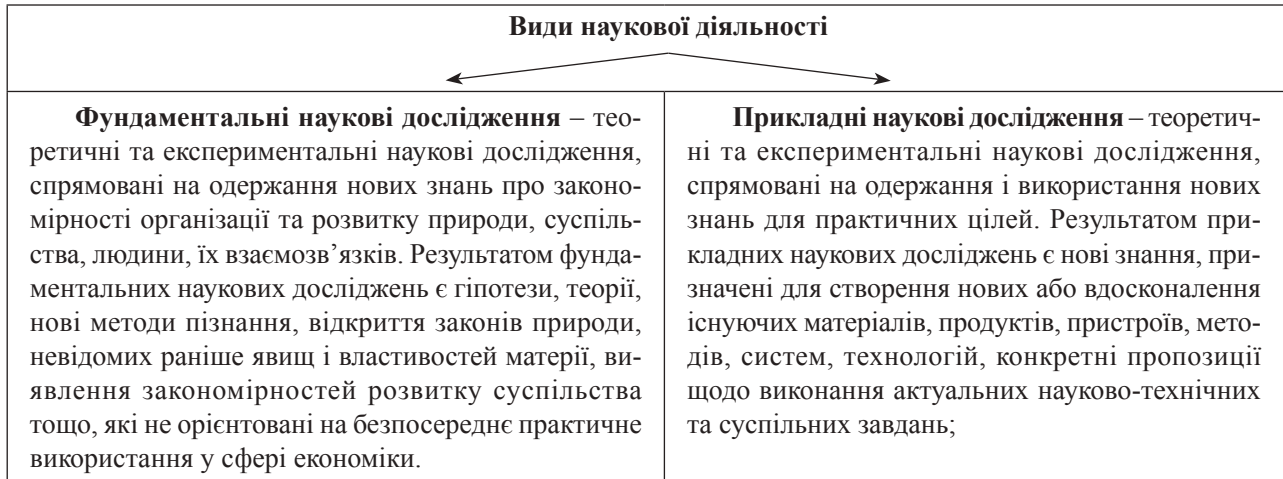 Види наукової діяльності
Фундаментальні наукові дослідження – тео-
ретичні та експериментальні наукові дослідження,
спрямовані на одержання нових знань про законо-
мірності організації та розвитку природи, суспіль-
ства, людини, їх взаємозв’язків. Результатом фунда-
ментальних наукових досліджень є гіпотези, теорії,
нові методи пізнання, відкриття законів природи,
невідомих раніше явищ і властивостей матерії, ви-
явлення закономірностей розвитку суспільства
тощо, які не орієнтовані на безпосереднє практичне
використання у сфері економіки.
Прикладні наукові дослідження – теоретич-
ні та експериментальні наукові дослідження,
спрямовані на одержання і використання нових
знань для практичних цілей. Результатом при-
кладних наукових досліджень є нові знання, при-
значені для створення нових або вдосконалення
існуючих матеріалів, продуктів, пристроїв, мето-
дів, систем, технологій, конкретні пропозиції
щодо виконання актуальних науково-технічних
та суспільних завдань;